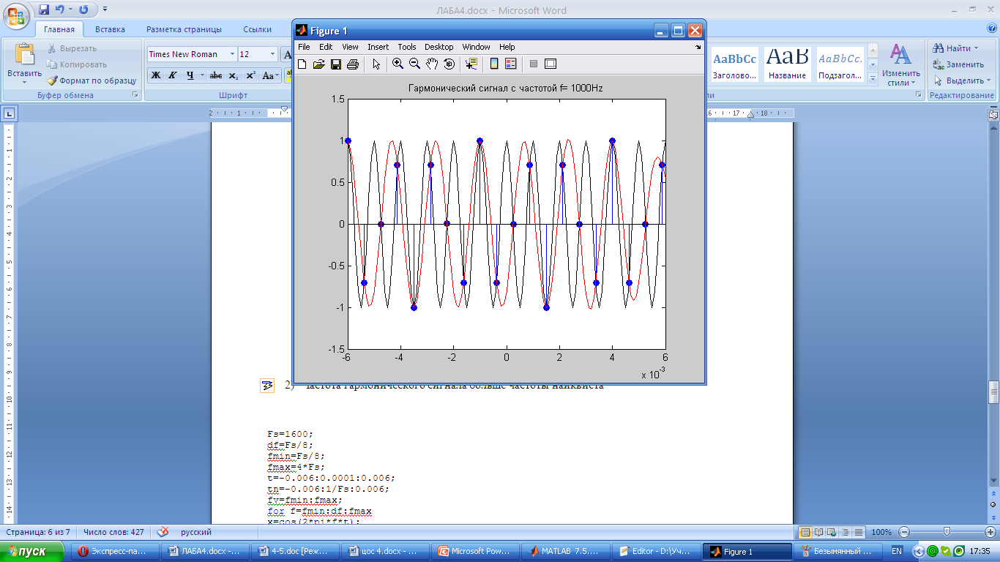 ЛАБА4.docx - Microsoft Word
Главная Вставка Разметка страницы Ссылки
Вставить
Вырезать
Копировать
Формат по образцу
Буфер обмена
Times New Roman 12
Ж К Ч abc x₂ x² Aa
Шрифт
AaBbCc AaB AaBbCc.
Заголово... Название Подзагол...
Изменить стили
Найти
Заменить
Выделить
Редактирование
Figure 1
File Edit View Insert Tools Desktop Window Help
Гармонический сигнал с частотой f= 1000Hz
1.5
1
0.5
0
-0.5
-1
-1.5
-6 -4 -2 0 2 4 6
x 10⁻³
2) частота гармонического сигнала больше частоты найквиста
Fs=1600;
df=Fs/8;
fmin=Fs/8;
fmax=4*Fs;
t=-0.006:0.0001:0.006;
tn=-0.006:1/Fs:0.006;
fv=fmin:fmax;
for f=fmin:df:fmax
x=cos(2*pi*f*t);
Страница: 6 из 7 Число слов: 427 русский 100%
пуск Экспресс-па... ЛАБА4.docx -... 4-5.doc [Реж... цос 4.docx - ... Microsoft Pow... MATLAB 7.5.... Editor - D:\Уч... Figure 1 Безымянный ... EN 17:35